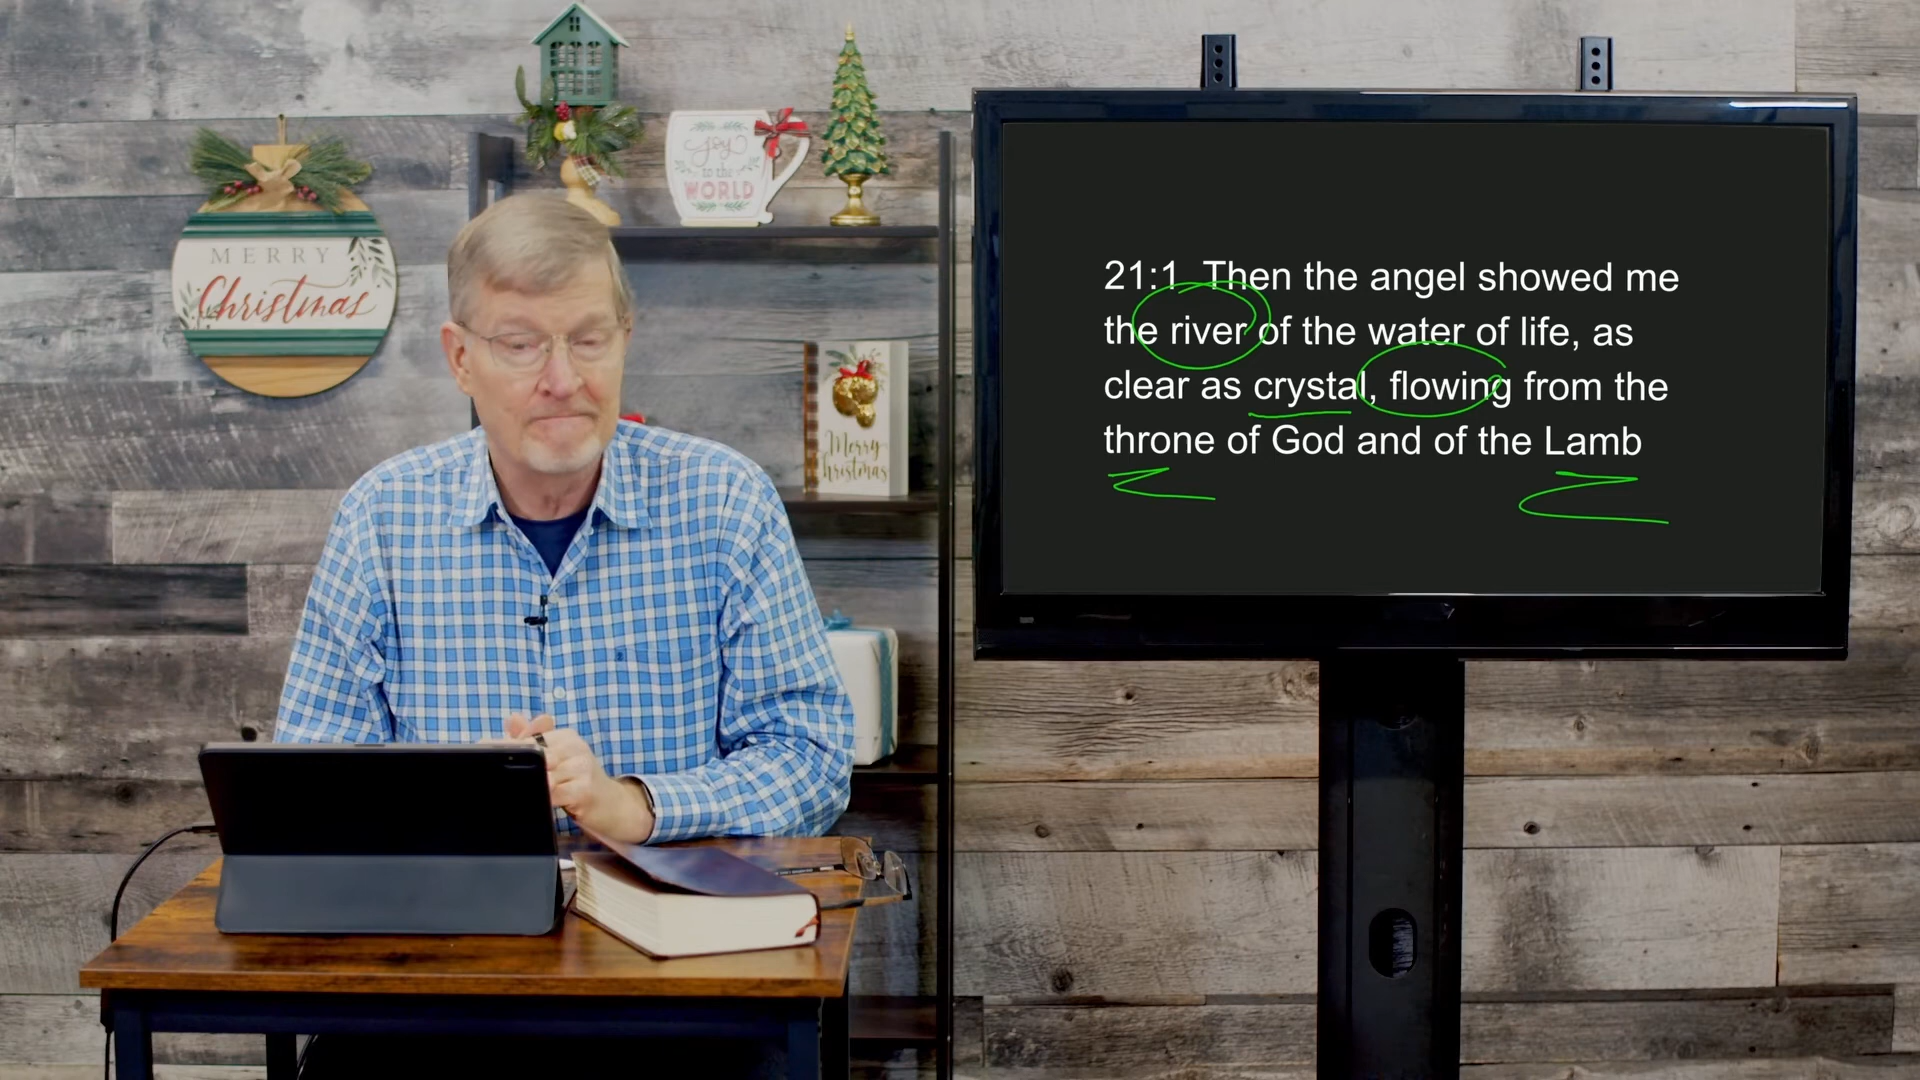 MERRY
Christmas
joy
to the
WORLD
Merry
hristmas
21:1 Then the angel showed me
the river of the water of life, as
clear as crystal, flowing from the
throne of God and of the Lamb